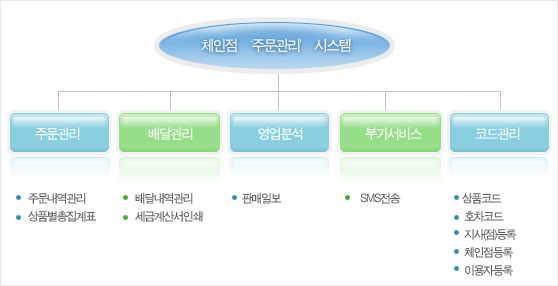 체인점 '주문관리' 시스템
주문관리
배달관리
영업분석
부가서비스
코드관리
주문내역관리
상품별총집계표
배달내역관리
세금계산서인쇄
판매일보
SMS전송
상품코드
호차코드
지사(점)등록
체인점등록
이용자등록